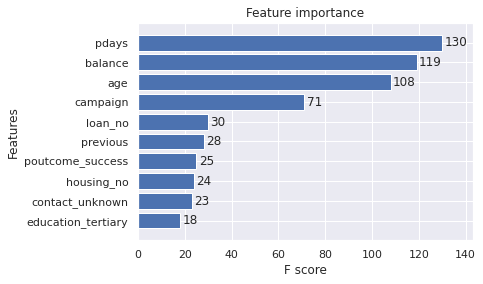 Feature importance
Features
pdays 130
balance 119
age 108
campaign 71
loan_no 30
previous 28
poutcome_success 25
housing_no 24
contact_unknown 23
education_tertiary 18
0 20 40 60 80 100 120 140
F score